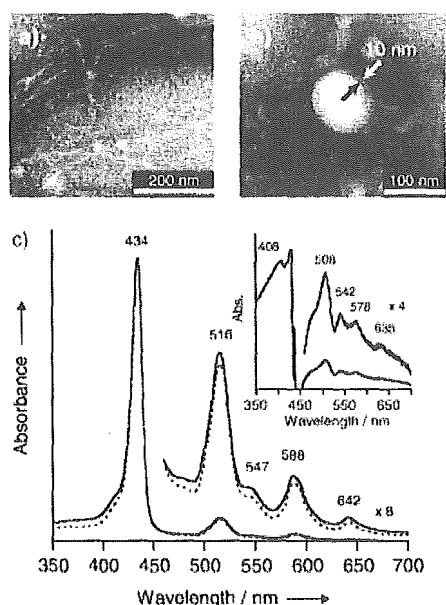 10 nm
200 nm
100 nm
c)
434
516
547
588
642
x 8
Absorbance
350 400 450 500 550 600 650 700
Wavelength / nm
408
508
542
578
635
x 4
Abs.
350 450 550 650
Wavelength / nm